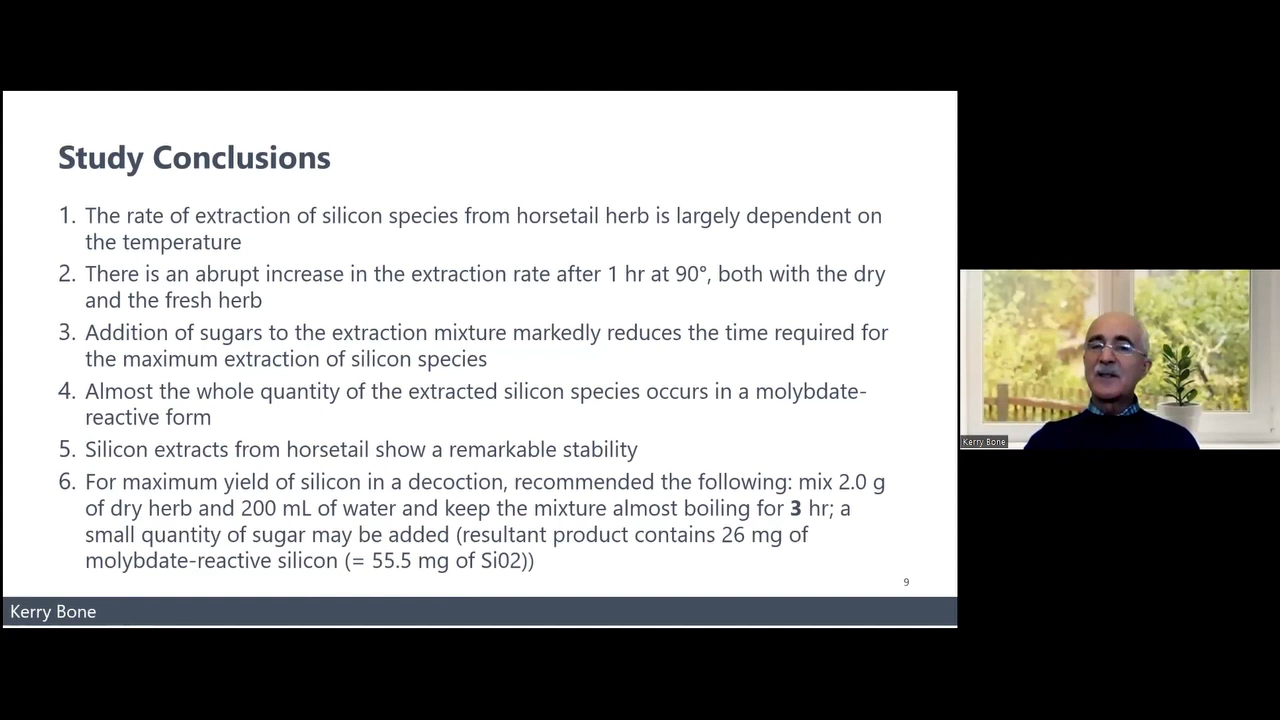 Study Conclusions
1. The rate of extraction of silicon species from horsetail herb is largely dependent on
the temperature
2. There is an abrupt increase in the extraction rate after 1 hr at 90°, both with the dry
and the fresh herb
3. Addition of sugars to the extraction mixture markedly reduces the time required for
the maximum extraction of silicon species
4. Almost the whole quantity of the extracted silicon species occurs in a molybdate-
reactive form
5. Silicon extracts from horsetail show a remarkable stability
6. For maximum yield of silicon in a decoction, recommended the following: mix 2.0 g
of dry herb and 200 mL of water and keep the mixture almost boiling for 3 hr; a
small quantity of sugar may be added (resultant product contains 26 mg of
molybdate-reactive silicon (= 55.5 mg of Si02))
9
Kerry Bone
Kerry Bone